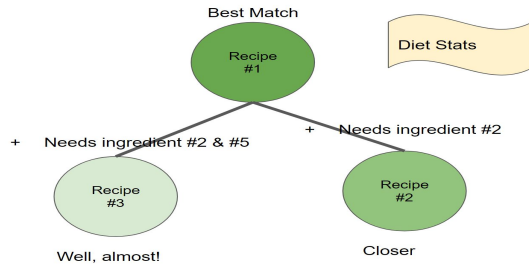 Best Match
Diet Stats
Recipe
#1
+ Needs ingredient #2
+ Needs ingredient #2 & #5
Recipe
#3
Recipe
#2
Closer
Well, almost!